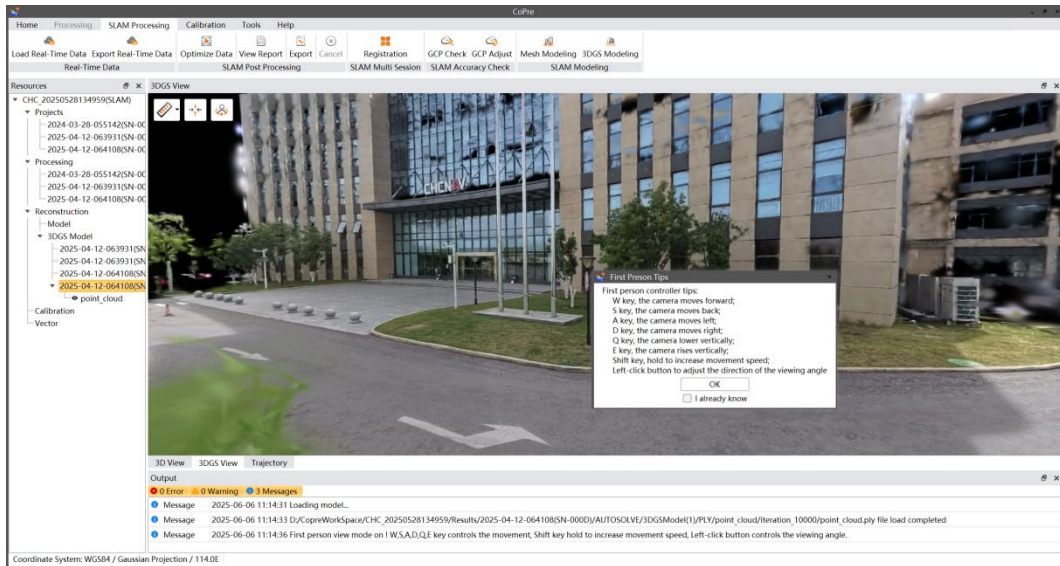 CoPre
Home Processing SLAM Processing Calibration Tools Help
Load Real-Time Data Export Real-Time Data Optimize Data View Report Export Cancel Registration GCP Check GCP Adjust Mesh Modeling 3DGS Modeling
Real-Time Data SLAM Post Processing SLAM Multi Session SLAM Accuracy Check SLAM Modeling
Resources
3DGS View
CHC_20250528134959(SLAM)
Projects
2024-03-28-055142(SN-00
2025-04-12-063931(SN-00
2025-04-12-064108(SN-00
Processing
2024-03-28-055142(SN-00
2025-04-12-063931(SN-00
2025-04-12-064108(SN-00
Reconstruction
Model
3DGS Model
2025-04-12-063931(SN
2025-04-12-063931(SN
2025-04-12-064108(SN
2025-04-12-064108(SN
point_cloud
Calibration
Vector
CHCNAV
First Preson Tips
First person controller tips:
W key, the camera moves forward;
S key, the camera moves back;
A key, the camera moves left;
D key, the camera moves right;
Q key, the camera lower vertically;
E key, the camera rises vertically;
Shift key, hold to increase movement speed;
Left-click button to adjust the direction of the viewing angle
OK
I already know
3D View 3DGS View Trajectory
Output
0 Error 0 Warning 3 Messages
Message 2025-06-06 11:14:31 Loading model...
Message 2025-06-06 11:14:33 D:/CopreWorkSpace/CHC_20250528134959/Results/2025-04-12-064108(SN-000D)/AUTOSOLVE/3DGSModel(1)/PLY/point_cloud/iteration_10000/point_cloud.ply file load completed
Message 2025-06-06 11:14:36 First person view mode on ! W,S,A,D,Q,E key controls the movement, Shift key hold to increase movement speed, Left-click button controls the viewing angle.
Coordinate System: WGS84 / Gaussian Projection / 114.0E